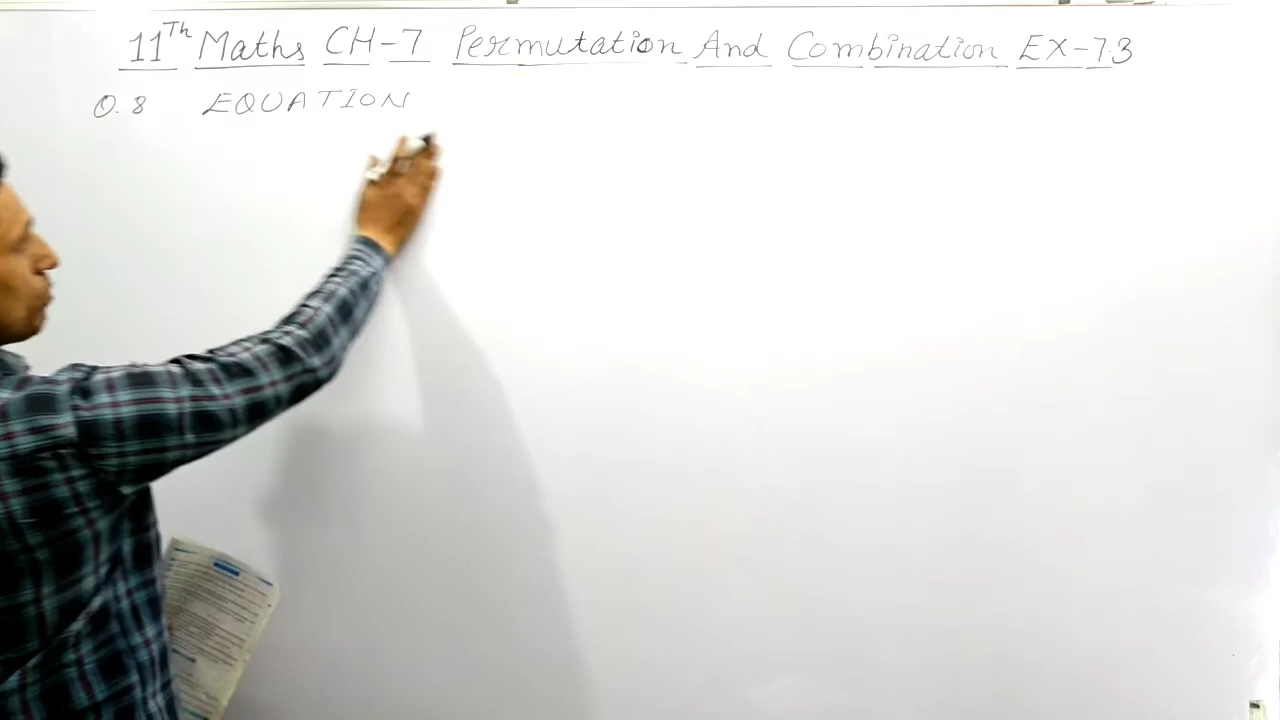 11Th Maths CH-7 Permutation And Combination EX-7.3
Q. 8 EQUATION